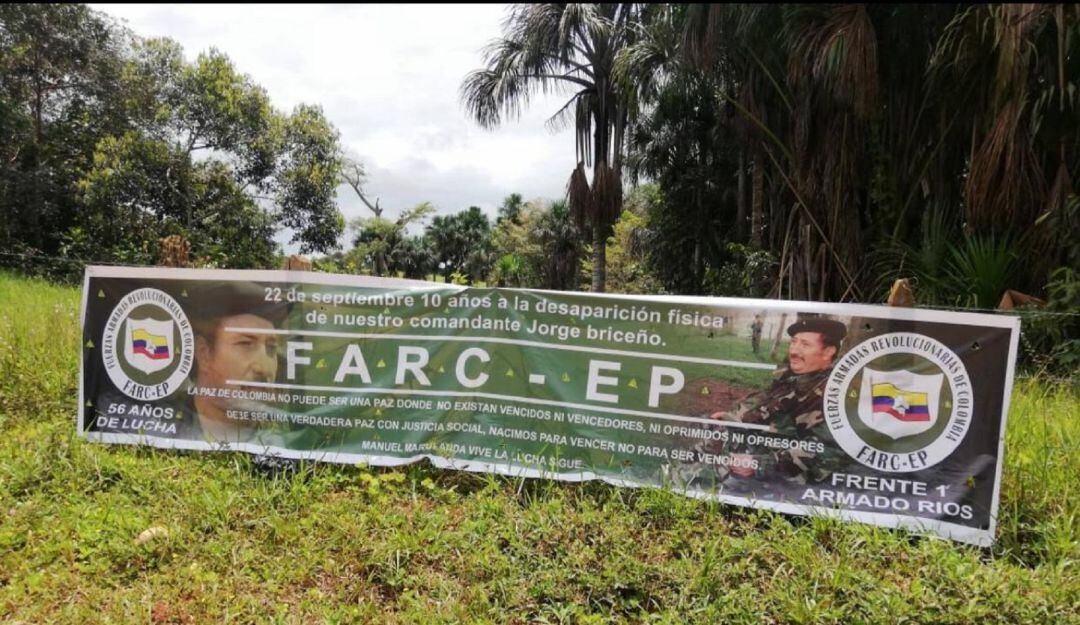 22 de septiembre 10 años a la desaparición física
de nuestro comandante Jorge briceño.
FUERZAS ARMADAS REVOLUCIONARIAS DE COLOMBIA
FARC-EP
56 AÑOS
DE LUCHA
FARC - EP
LA PAZ DE COLOMBIA NO PUEDE SER UNA PAZ DONDE NO EXISTAN VENCIDOS NI VENCEDORES, NI OPRIMIDOS NI OPRESORES
SER UNA VERDADERA PAZ CON JUSTICIA SOCIAL, NACIMOS PARA VENCER NO PARA SER VENCIDOS.
MANUEL MARULANDA VIVE LA LUCHA SIGUE
FUERZAS ARMADAS REVOLUCIONARIAS DE COLOMBIA
FARC-EP
FRENTE 1°
ARMADO RIOS